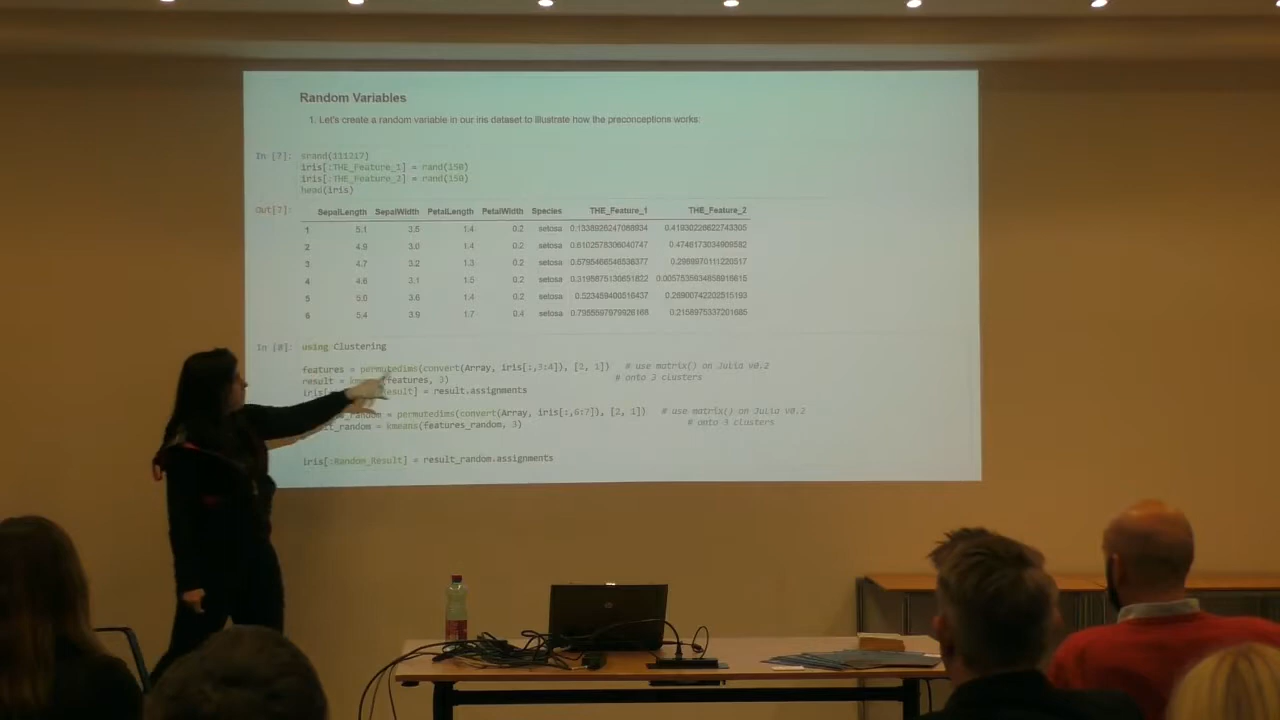 Random Variables
1. Let's create a random variable in our iris dataset to illustrate how the preconceptions works:
In [7]: srand(111217)
iris[:THE_Feature_1] = rand(150)
iris[:THE_Feature_2] = rand(150)
head(iris)
Out[7]:
SepalLength SepalWidth PetalLength PetalWidth Species THE_Feature_1 THE_Feature_2
1 5.1 3.5 1.4 0.2 setosa
2 4.9 3.0 1.4 0.2 setosa
3 4.7 3.2 1.3 0.2 setosa
4 4.6 3.1 1.5 0.2 setosa
5 5.0 3.6 1.4 0.2 setosa
6 5.4 3.9 1.7 0.4 setosa
In [8]: using Clustering
features = permutedims(convert(Array, iris[:,3:4]), [2, 1]) # use matrix() on Julia v0.2
result = (features, 3) # onto 3 clusters
= result.assignments
= permutedims(convert(Array, iris[:,6:7]), [2, 1]) # use matrix() on Julia v0.2
= kmeans(features_random, 3) # onto 3 clusters
iris[:Random_Result] = result_random.assignments